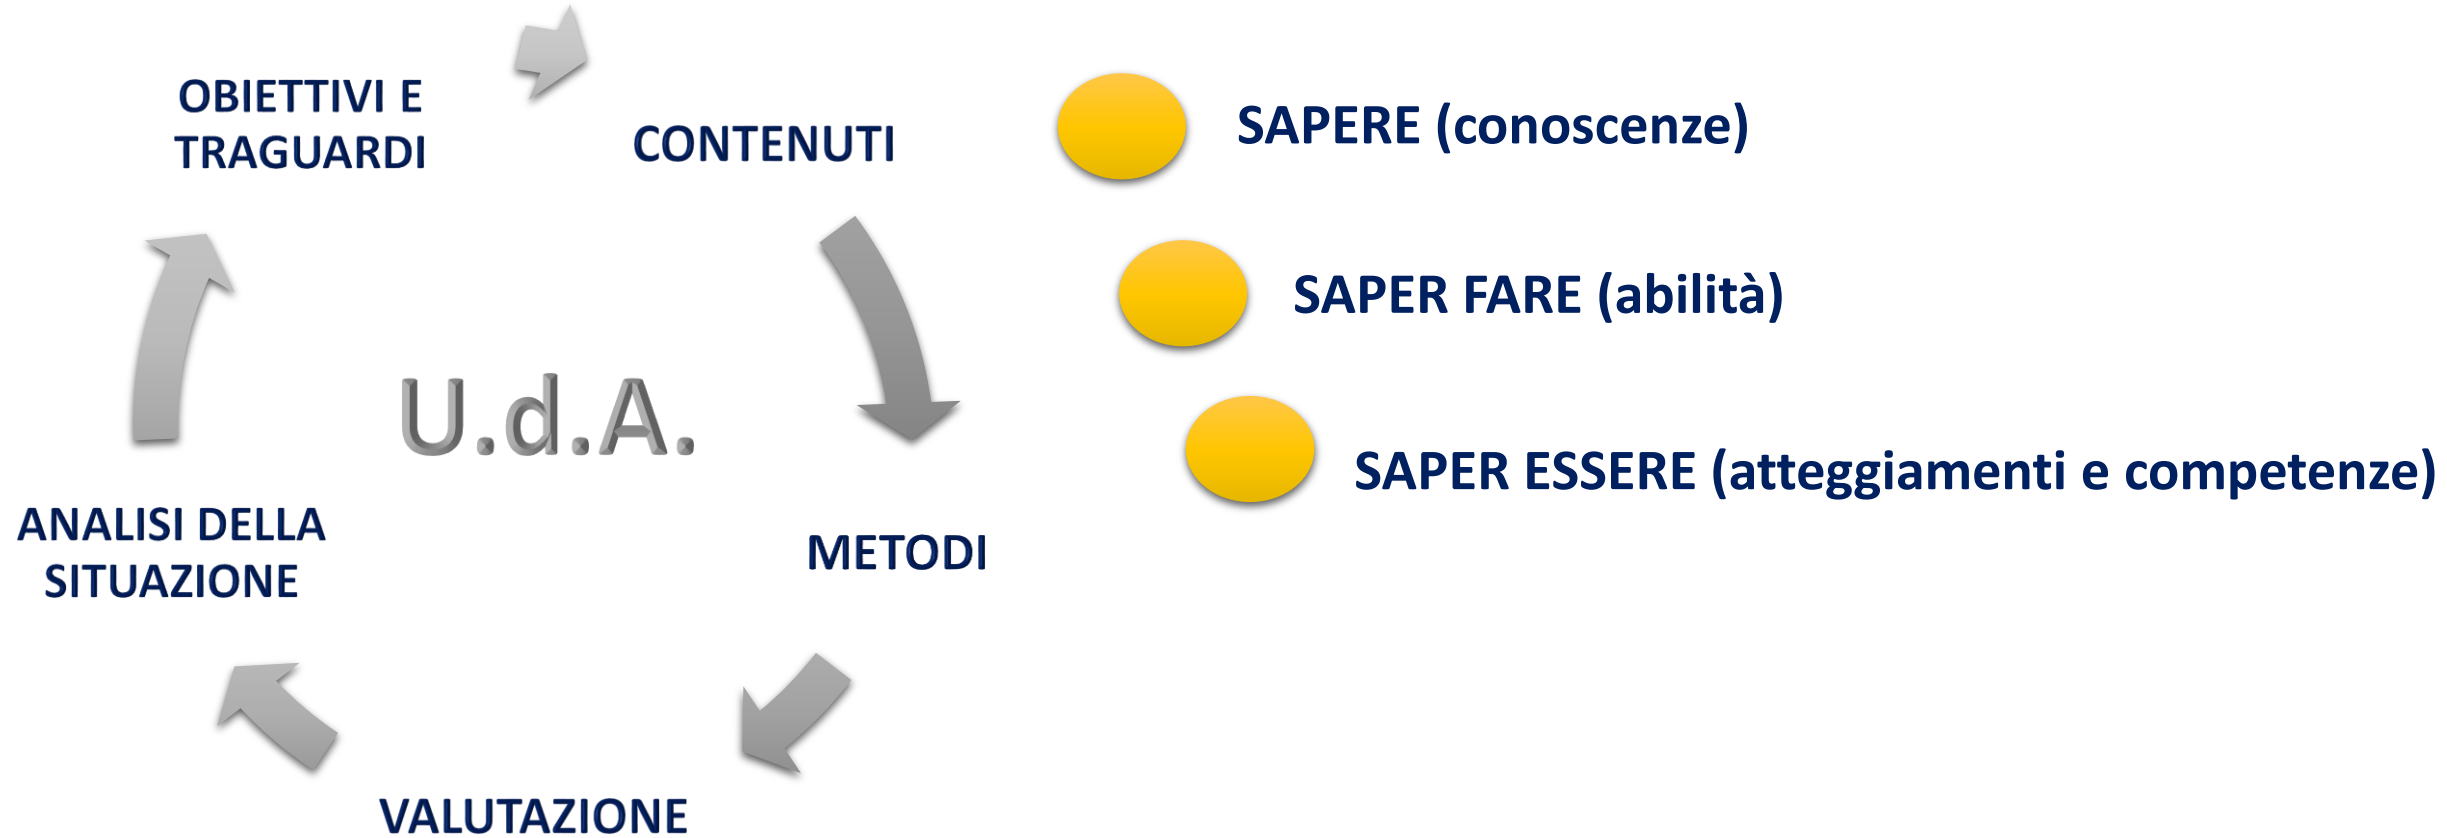 OBIETTIVI E
TRAGUARDI
CONTENUTI
U.d.A.
ANALISI DELLA
SITUAZIONE
METODI
VALUTAZIONE
SAPERE (conoscenze)
SAPER FARE (abilità)
SAPER ESSERE (atteggiamenti e competenze)